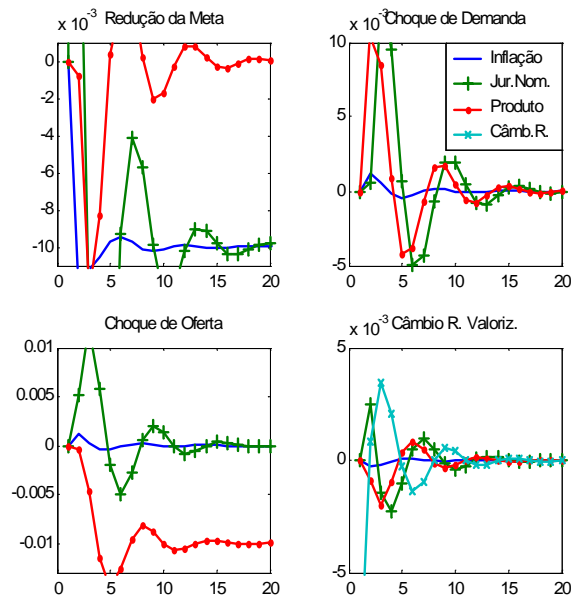 Redução da Meta
x 10-3
0
-2
-4
-6
-8
-10
0 5 10 15 20
Choque de Demanda
x 10-3
10
5
0
-5
0 5 10 15 20
Inflação
Jur.Nom.
Produto
Câmb.R.
Choque de Oferta
0.01
0.005
0
-0.005
-0.01
0 5 10 15 20
Câmbio R. Valoriz.
x 10-3
5
0
-5
0 5 10 15 20